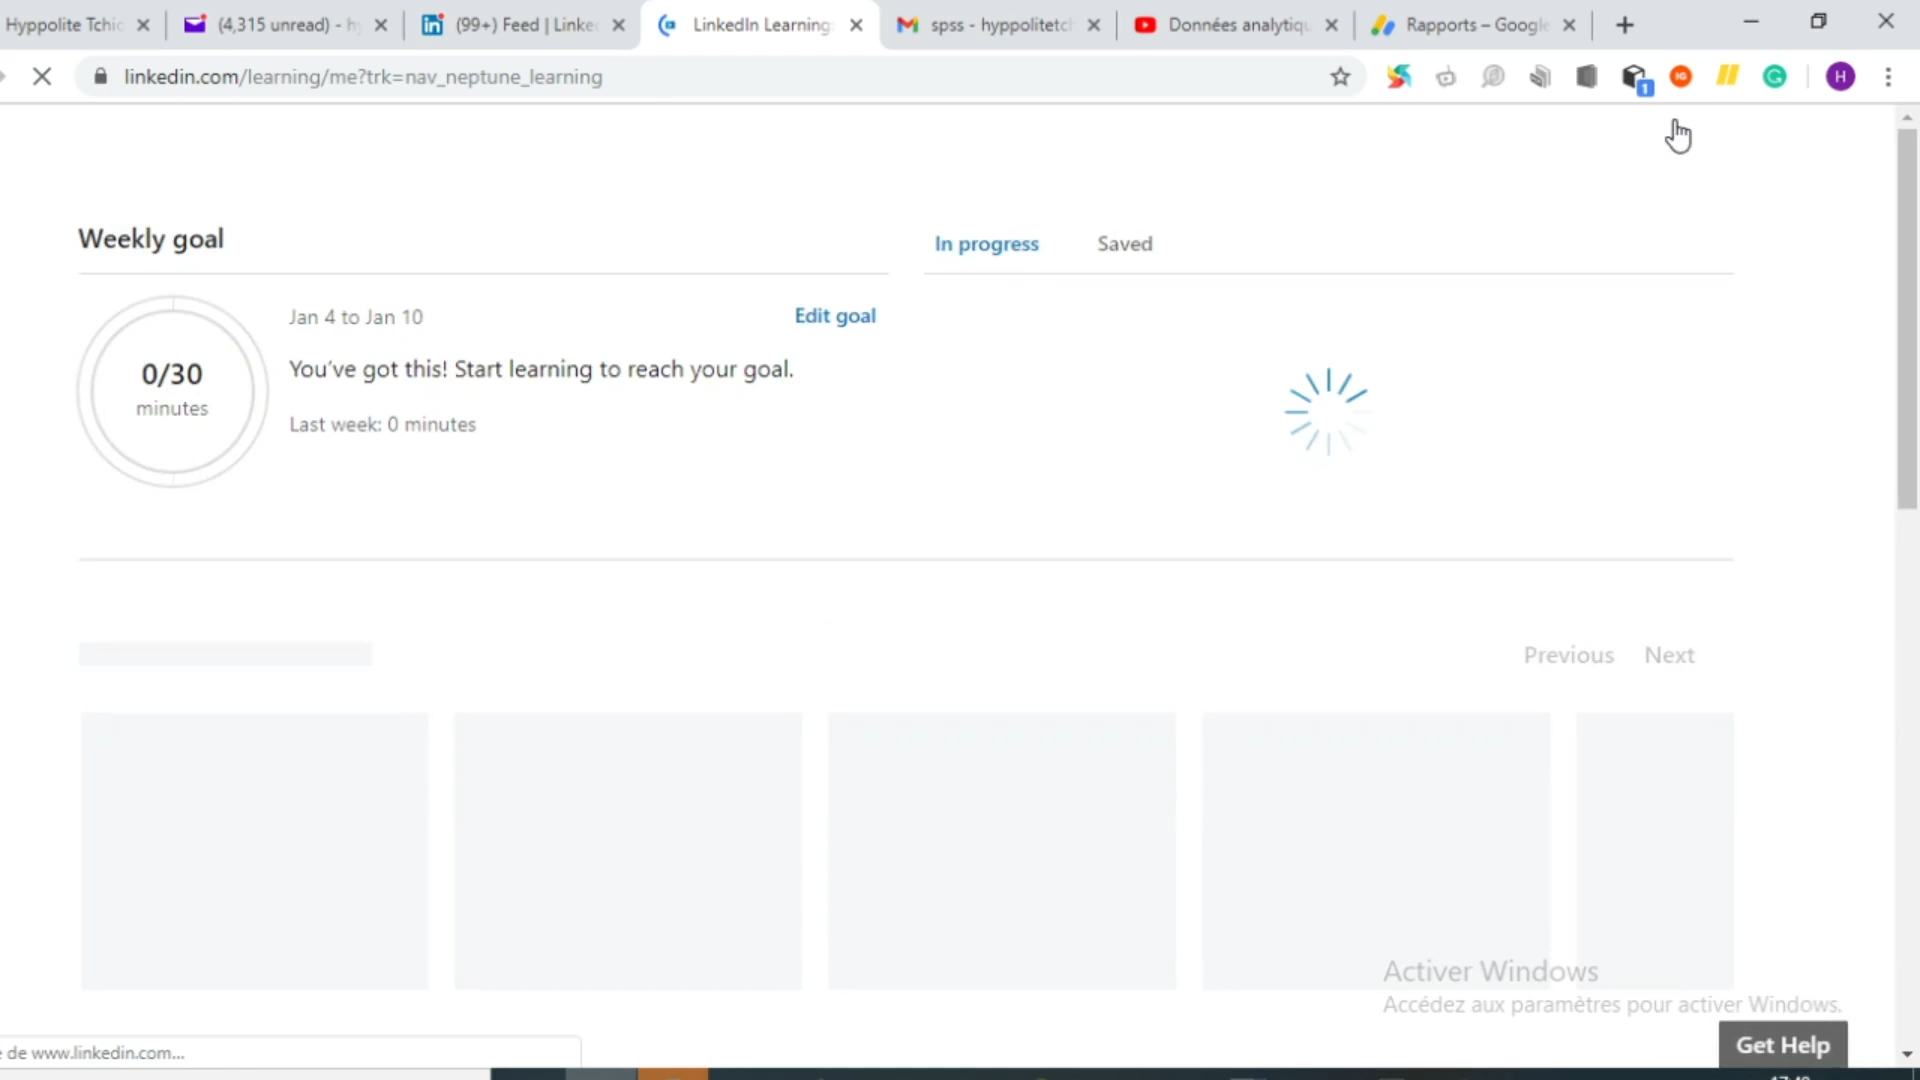 Hyppolite Tchic
(4,315 unread) - hy
(99+) Feed | Linke
LinkedIn Learning:
spss - hyppolitetch
Données analytiqu
Rapports – Google
linkedin.com/learning/me?trk=nav_neptune_learning
1
H
Weekly goal
In progress
Saved
0/30
minutes
Jan 4 to Jan 10
Edit goal
You've got this! Start learning to reach your goal.
Last week: 0 minutes
Previous
Next
Activer Windows
Accédez aux paramètres pour activer Windows.
Get Help
e de www.linkedin.com...